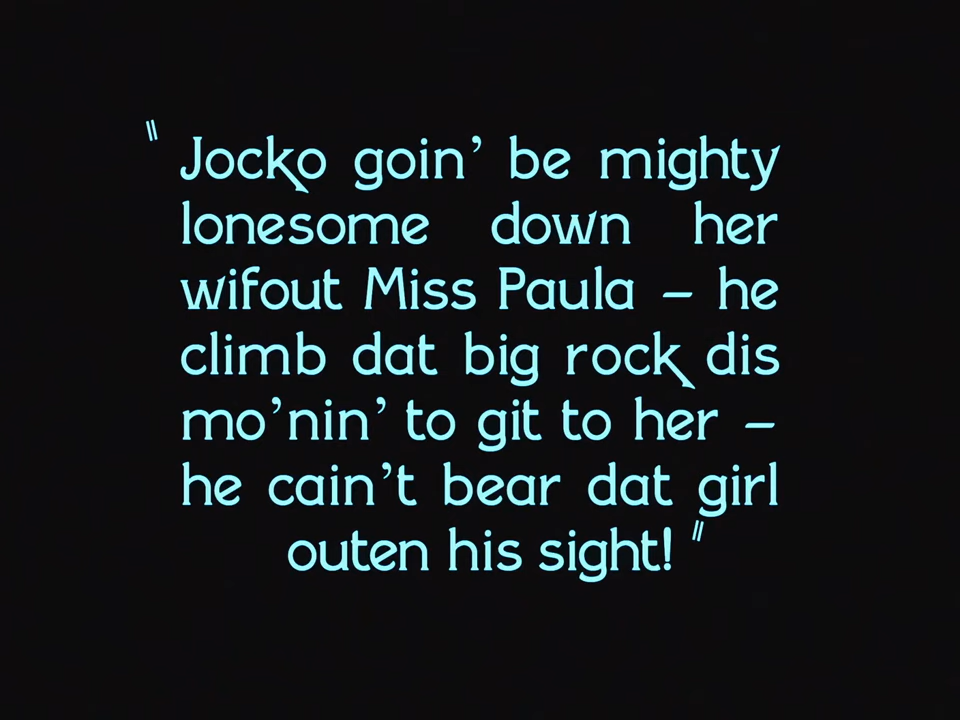 "Jocko goin' be mighty
lonesome down her
wifout Miss Paula – he
climb dat big rock dis
mo'nin' to git to her –
he cain't bear dat girl
outen his sight!"